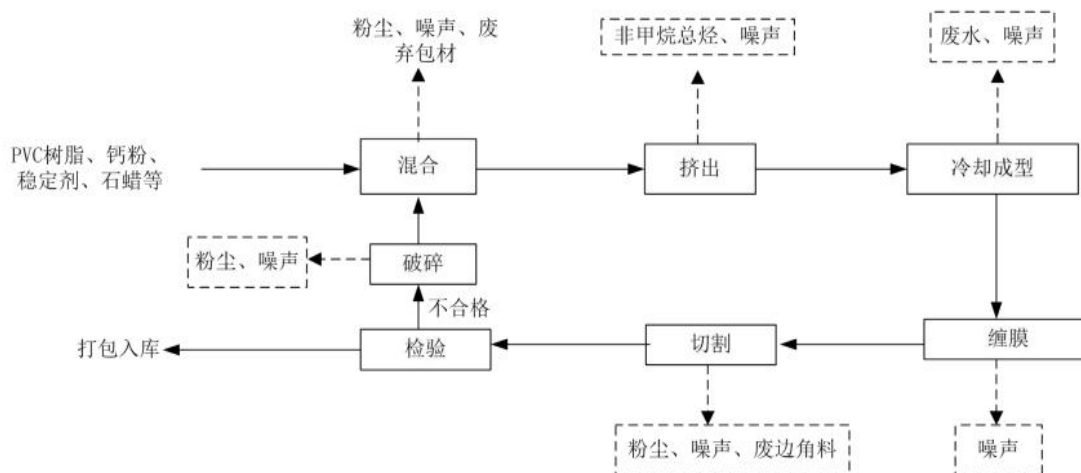 粉尘、噪声、废
弃包材
非甲烷总烃、噪声
废水、噪声
PVC树脂、钙粉、
稳定剂、石蜡等
混合
挤出
冷却成型
粉尘、噪声
破碎
不合格
打包入库
检验
切割
缠膜
粉尘、噪声、废边角料
噪声